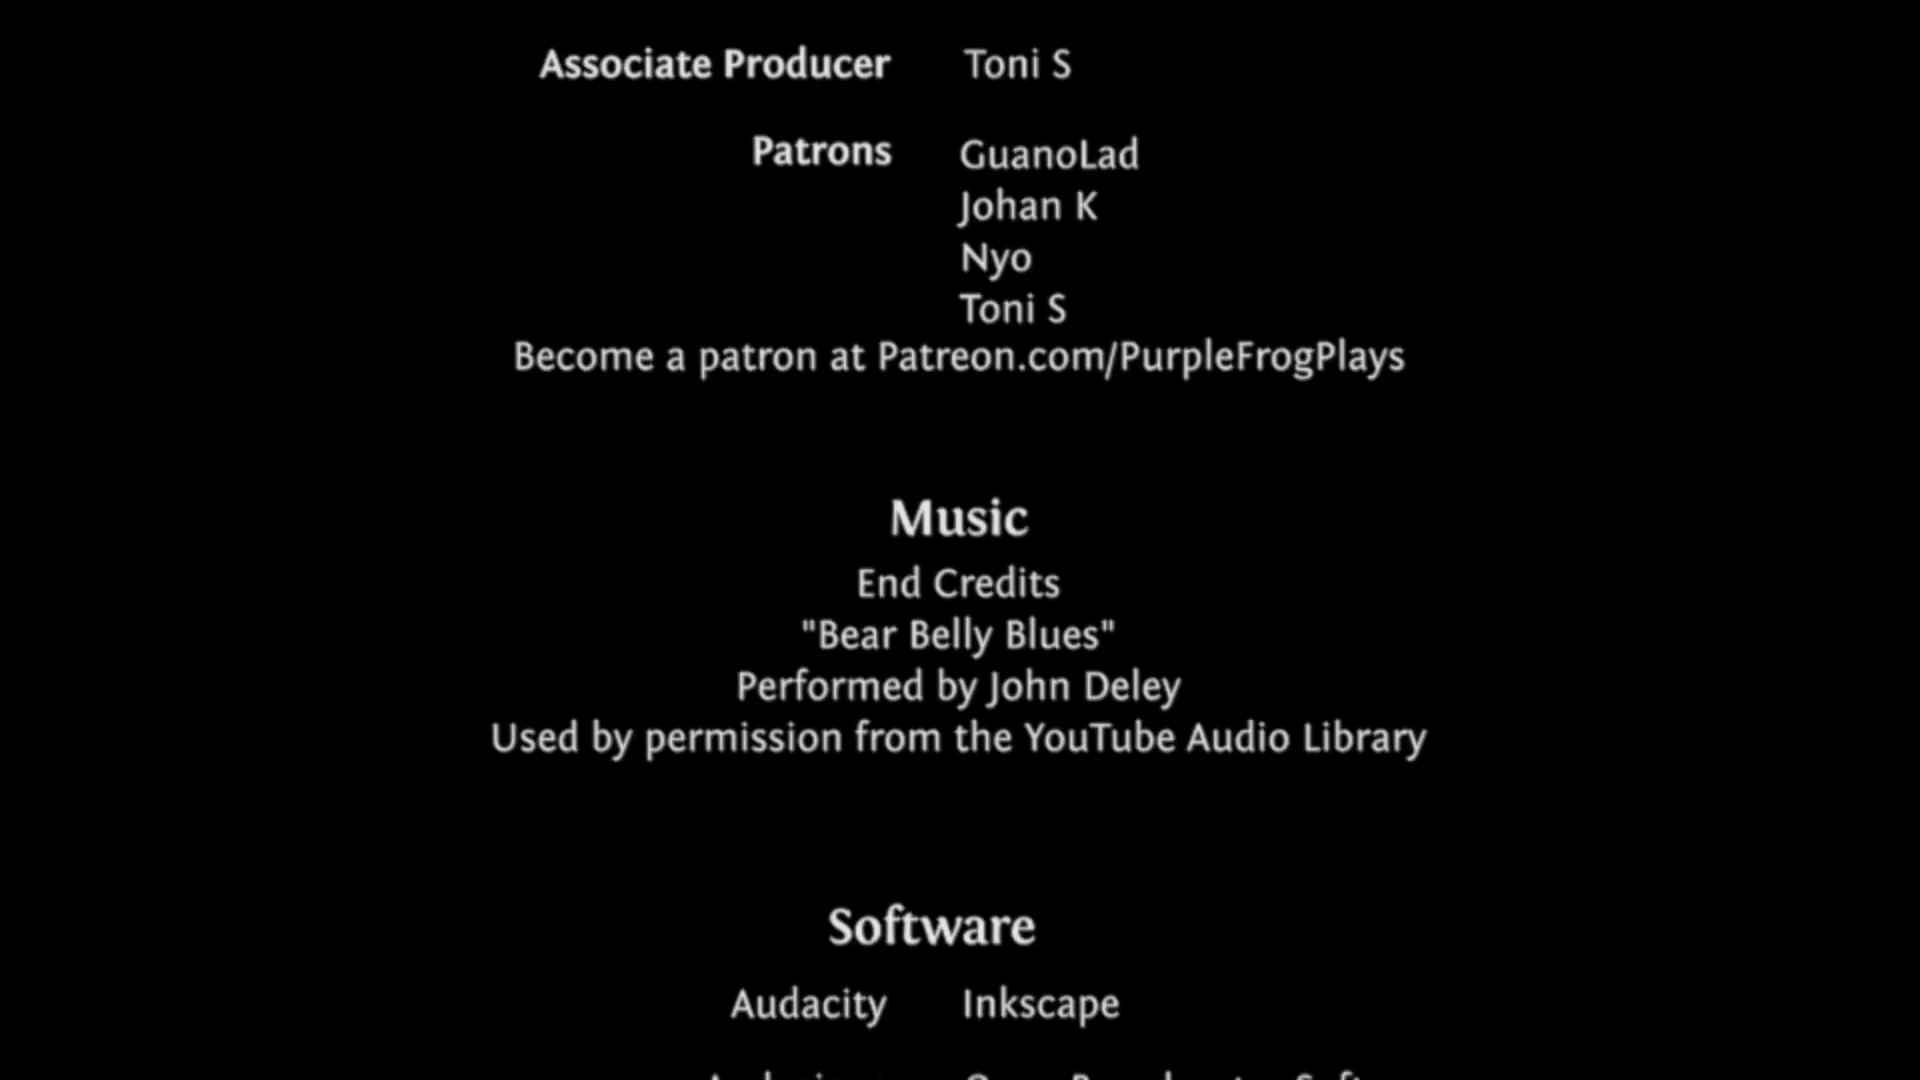 Associate Producer Toni S
Patrons GuanoLad
Johan K
Nyo
Toni S
Become a patron at Patreon.com/PurpleFrogPlays
Music
End Credits
"Bear Belly Blues"
Performed by John Deley
Used by permission from the YouTube Audio Library
Software
Audacity Inkscape